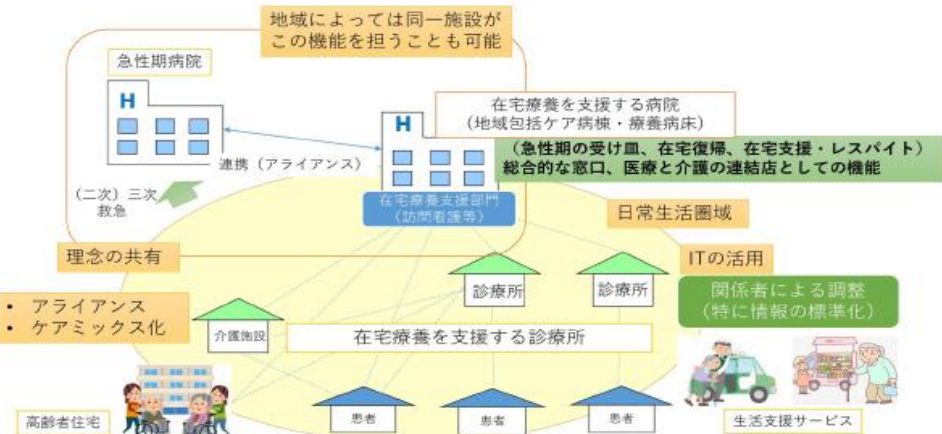 地域によっては同一施設が
この機能を担うことも可能
急性期病院
H
H
在宅療養を支援する病院
(地域包括ケア病棟・療養病床)
連携(アライアンス)
(急性期の受け皿、在宅復帰、在宅支援・レスパイト)
総合的な窓口、医療と介護の連結店としての機能
(二次)三次
救急
在宅療養支援部門
(訪問看護等)
日常生活圏域
理念の共有
ITの活用
• アライアンス
• ケアミックス化
診療所
診療所
関係者による調整
(特に情報の標準化)
介護施設
在宅療養を支援する診療所
高齢者住宅
患者
患者
患者
生活支援サービス